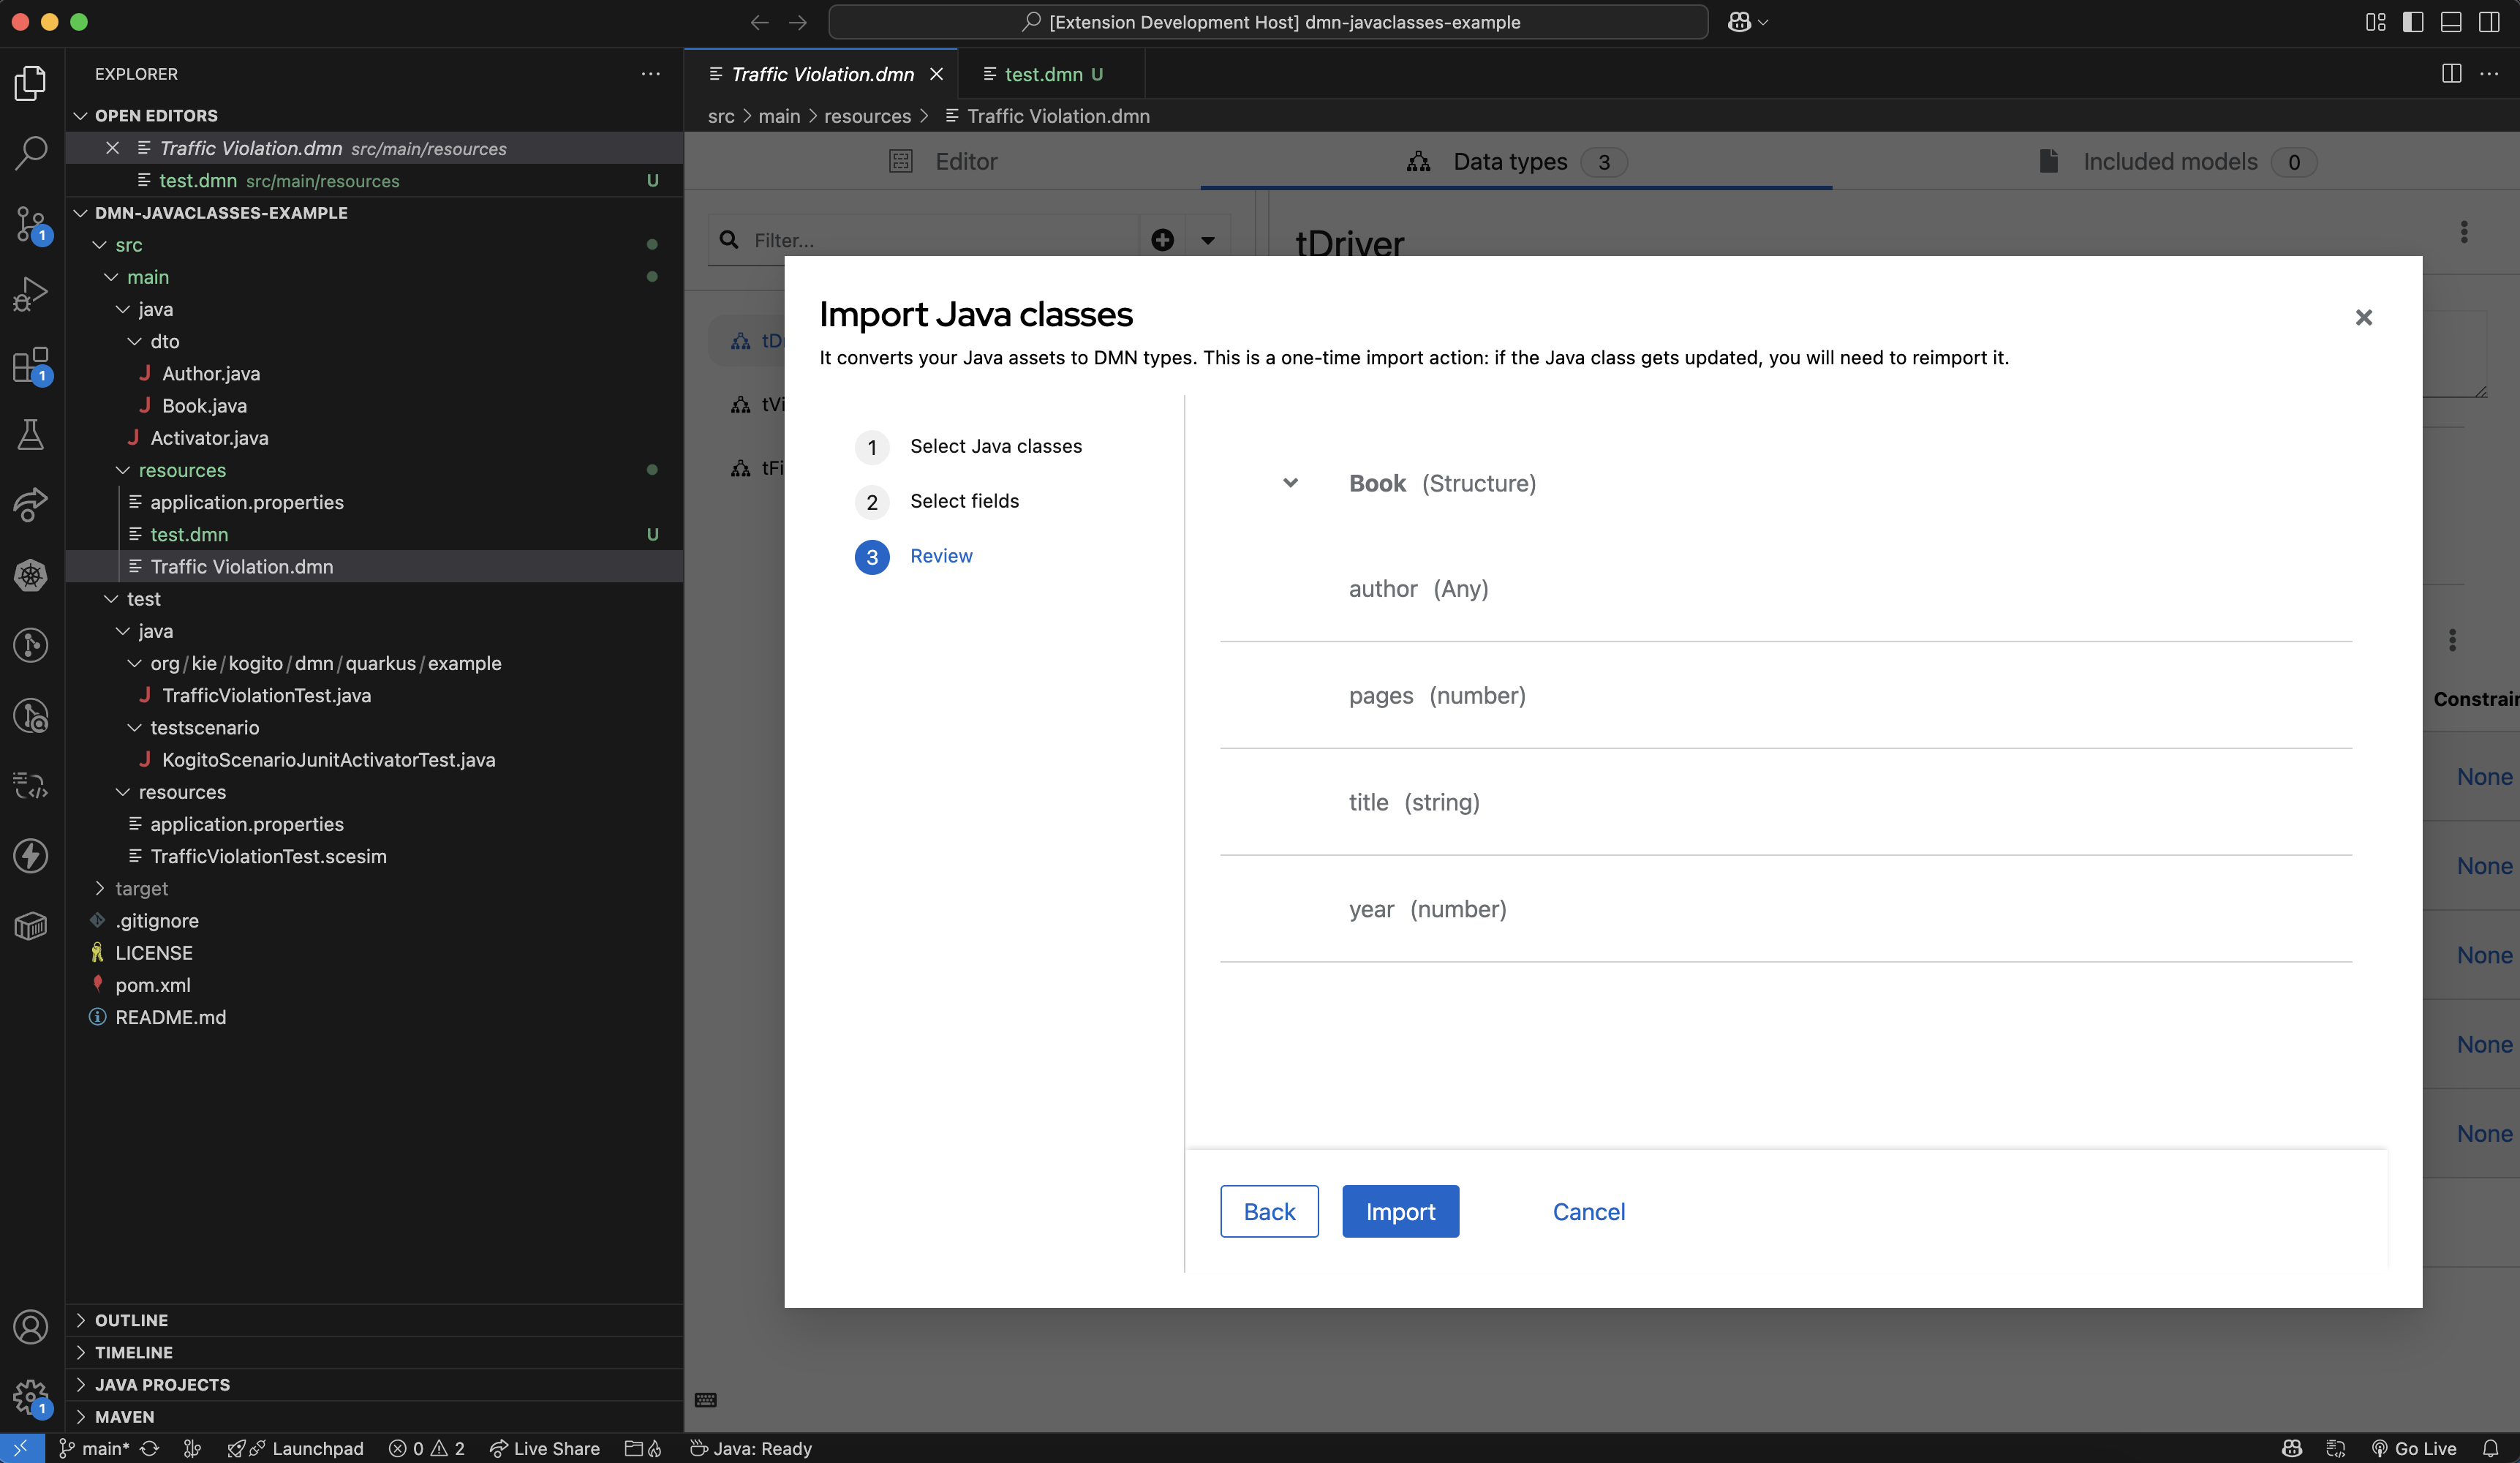 [Extension Development Host] dmn-javaclasses-example
EXPLORER
OPEN EDITORS
Traffic Violation.dmn src/main/resources
test.dmn src/main/resources U
DMN-JAVACLASSES-EXAMPLE
src
main
java
dto
J Author.java
J Book.java
J Activator.java
resources
application.properties
test.dmn U
Traffic Violation.dmn
test
java
org/kie/kogito/dmn/quarkus/example
J TrafficViolationTest.java
testscenario
J KogitoScenarioJunitActivatorTest.java
resources
application.properties
TrafficViolationTest.scesim
target
.gitignore
LICENSE
pom.xml
README.md
OUTLINE
TIMELINE
JAVA PROJECTS
MAVEN
1
1
1
Traffic Violation.dmn
test.dmn U
src > main > resources > Traffic Violation.dmn
Editor
Data types 3
Included models 0
Filter...
tDriver
tD
tVi
tFi
Import Java classes
It converts your Java assets to DMN types. This is a one-time import action: if the Java class gets updated, you will need to reimport it.
1 Select Java classes
2 Select fields
3 Review
Book (Structure)
author (Any)
pages (number)
title (string)
year (number)
Back
Import
Cancel
Constrain
None
None
None
None
None
main*
Launchpad
0
2
Live Share
Java: Ready
Go Live